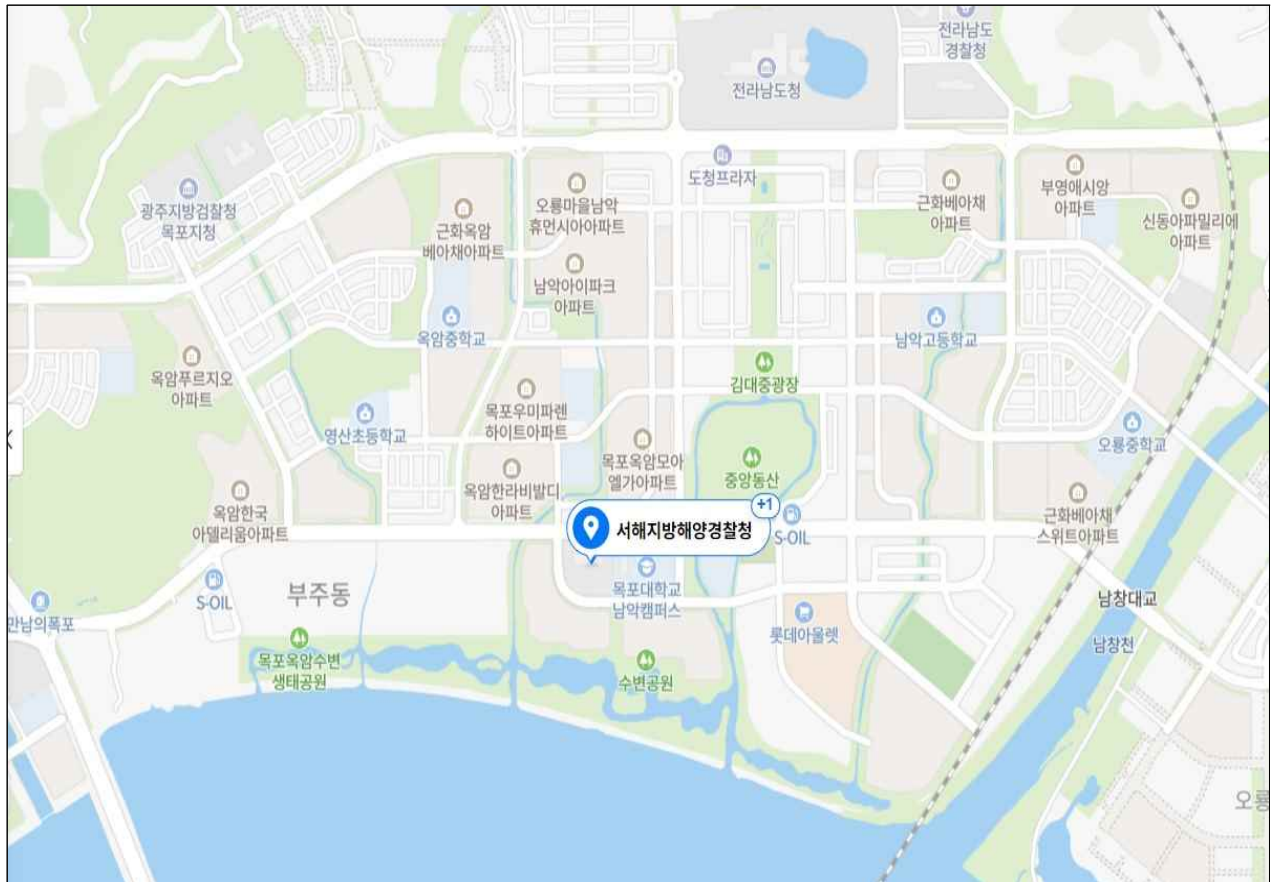 전라남도
경찰청
전라남도청
도청프라자
광주지방검찰청
목포지청
근화옥암
베아채아파트
오룡마을남악
휴먼시아아파트
남악아이파크
아파트
근화베아채
아파트
부영애시앙
아파트
신동아파밀리에
아파트
옥암중학교
남악고등학교
옥암푸르지오
아파트
김대중광장
목포우미파렌
하이트아파트
영산초등학교
오룡중학교
목포옥암모아
엘가아파트
중앙동산
옥암한라비발디
아파트
옥암한국
아델리움아파트
+1
서해지방해양경찰청
S-OIL
근화베아채
스위트아파트
S-OIL
부주동
목포대학교
남악캠퍼스
만남의폭포
롯데아울렛
남창대교
남창천
목포옥암수변
생태공원
수변공원
오룡